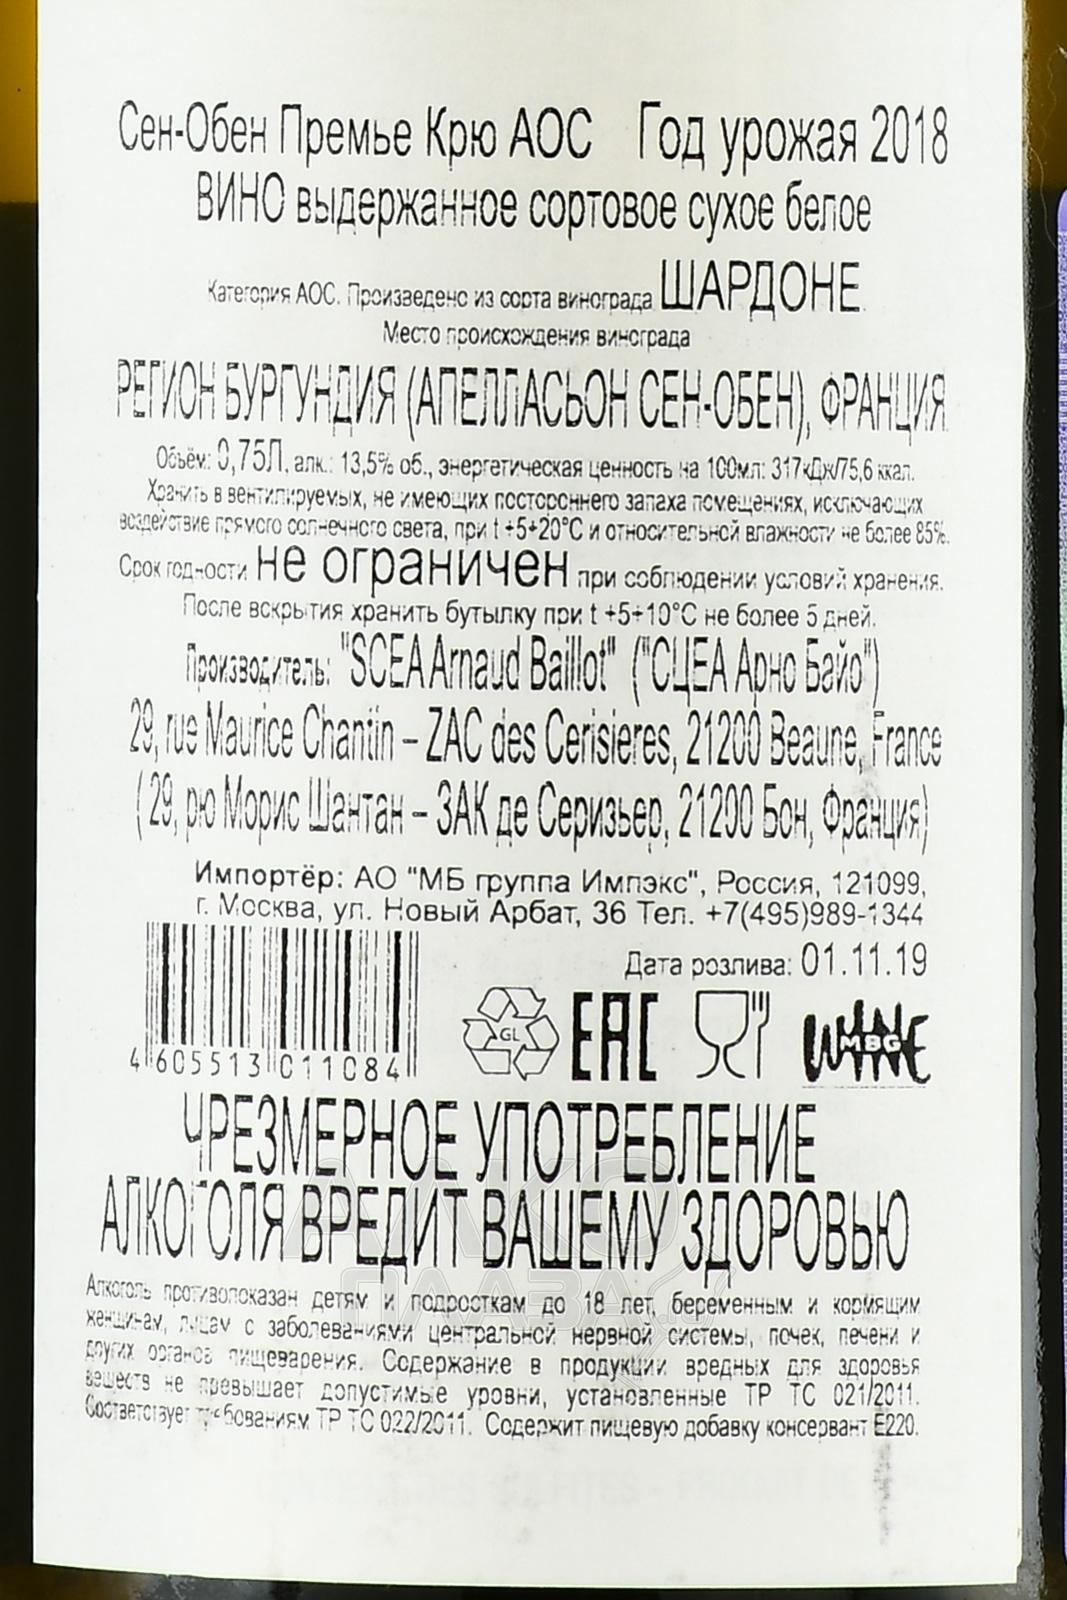 Сен-Обен Премье Крю АОС Год урожая 2018
ВИНО выдержанное сортовое сухое белое
Категория АОС. Произведено из сорта винограда ШАРДОНЕ
Место происхождения винограда
РЕГИОН БУРГУНДИЯ (АПЕЛЛАСЬОН СЕН-ОБЕН), ФРАНЦИЯ
Объём: 0,75Л, алк.: 13,5% об., энергетическая ценность на 100мл: 317кДж/75,6 ккал.
Хранить в вентилируемых, не имеющих постороннего запаха помещениях, исключающих
воздействие прямого солнечного света, при t +5+20°С и относительной влажности не более 85%.
Срок годности не ограничен при соблюдении условий хранения.
После вскрытия хранить бутылку при t +5+10°С не более 5 дней.
Производитель: "SCEA Arnaud Baillot" ("СЦЕА Арно Байо")
29, rue Maurice Chantin – ZAC des Cerisieres, 21200 Beaune, France
( 29, рю Морис Шантан – ЗАК де Серизьер, 21200 Бон, Франция)
Импортёр: АО "МБ группа Импэкс", Россия, 121099,
г. Москва, ул. Новый Арбат, 36 Тел. +7(495)989-1344
Дата розлива: 01.11.19
4 605513 011084
GL EAC WINE MBG
ЧРЕЗМЕРНОЕ УПОТРЕБЛЕНИЕ
АЛКОГОЛЯ ВРЕДИТ ВАШЕМУ ЗДОРОВЬЮ
АЛКО
ПЛАЗА.ru
Алкоголь противопоказан детям и подросткам до 18 лет, беременным и кормящим
женщинам, лицам с заболеваниями центральной нервной системы, почек, печени и
других органов пищеварения. Содержание в продукции вредных для здоровья
веществ не превышает допустимые уровни, установленные ТР ТС 021/2011.
Соответствует требованиям ТР ТС 022/2011. Содержит пищевую добавку консервант Е220.